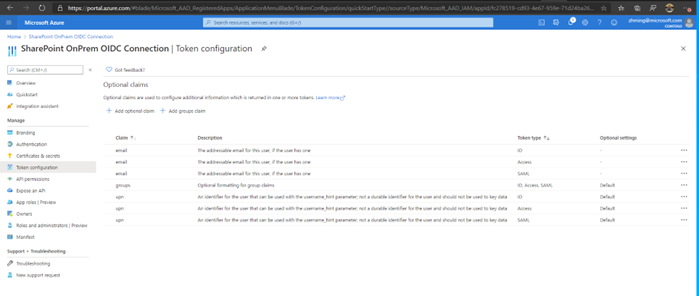 https://portal.azure.com/#blade/Microsoft_AAD_RegisteredApps/ApplicationMenuBlade/TokenConfiguration/quickStartType//sourceType/Microsoft_AAD_IAM/appId/
Microsoft Azure
Search resources, services, and docs (G+/)
zhming@microsoft.com
CONTOSO
Home > SharePoint OnPrem OIDC Connection
SharePoint OnPrem OIDC Connection | Token configuration
Search (Ctrl+/)
Got feedback?
Overview
Quickstart
Integration assistant
Manage
Branding
Authentication
Certificates & secrets
Token configuration
API permissions
Expose an API
App roles | Preview
Owners
Roles and administrators | Preview
Manifest
Support + Troubleshooting
Troubleshooting
New support request
Optional claims
Optional claims are used to configure additional information which is returned in one or more tokens. Learn more
+ Add optional claim + Add groups claim
Claim Description Token type Optional settings
email The addressable email for this user, if the user has one ID -
email The addressable email for this user, if the user has one Access -
email The addressable email for this user, if the user has one SAML -
groups Optional formatting for group claims ID, Access, SAML Default
upn An identifier for the user that can be used with the username_hint parameter; not a durable identifier for the user and should not be used to key data ID Default
upn An identifier for the user that can be used with the username_hint parameter; not a durable identifier for the user and should not be used to key data Access Default
upn An identifier for the user that can be used with the username_hint parameter; not a durable identifier for the user and should not be used to key data SAML Default